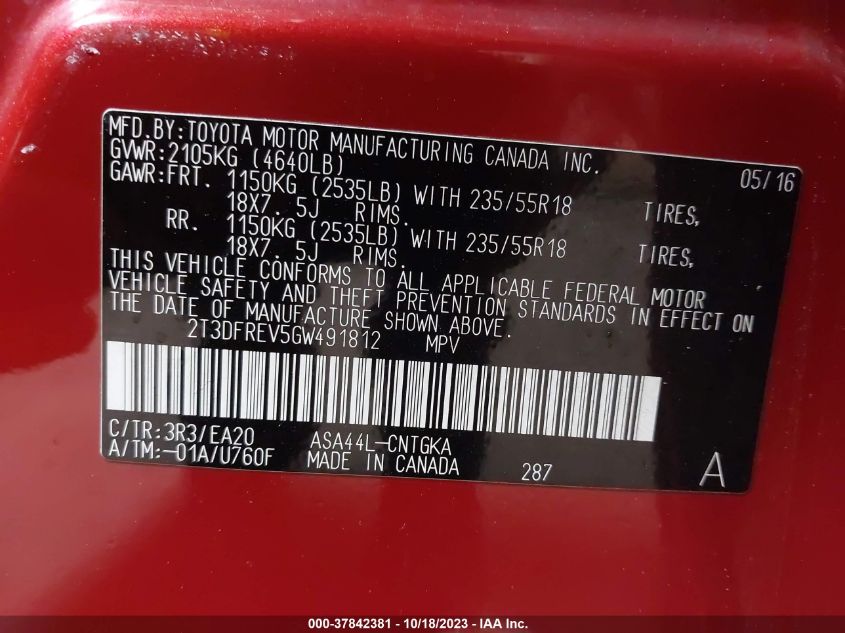 MFD.BY:TOYOTA MOTOR MANUFACTURING CANADA INC.
05/16
GVWR:2105KG (4640LB)
GAWR:FRT. 1150KG (2535LB) WITH 235/55R18 TIRES,
18X7. 5J RIMS.
RR. 1150KG (2535LB) WITH 235/55R18 TIRES,
18X7. 5J RIMS.
THIS VEHICLE CONFORMS TO ALL APPLICABLE FEDERAL MOTOR
VEHICLE SAFETY AND THEFT PREVENTION STANDARDS IN EFFECT ON
THE DATE OF MANUFACTURE SHOWN ABOVE.
2T3DFREV5GW491812 MPV
C/TR:3R3/EA20 ASA44L-CNTGKA
A/TM:-01A/U760F MADE IN CANADA 287 A
000-37842381 - 10/18/2023 - IAA Inc.